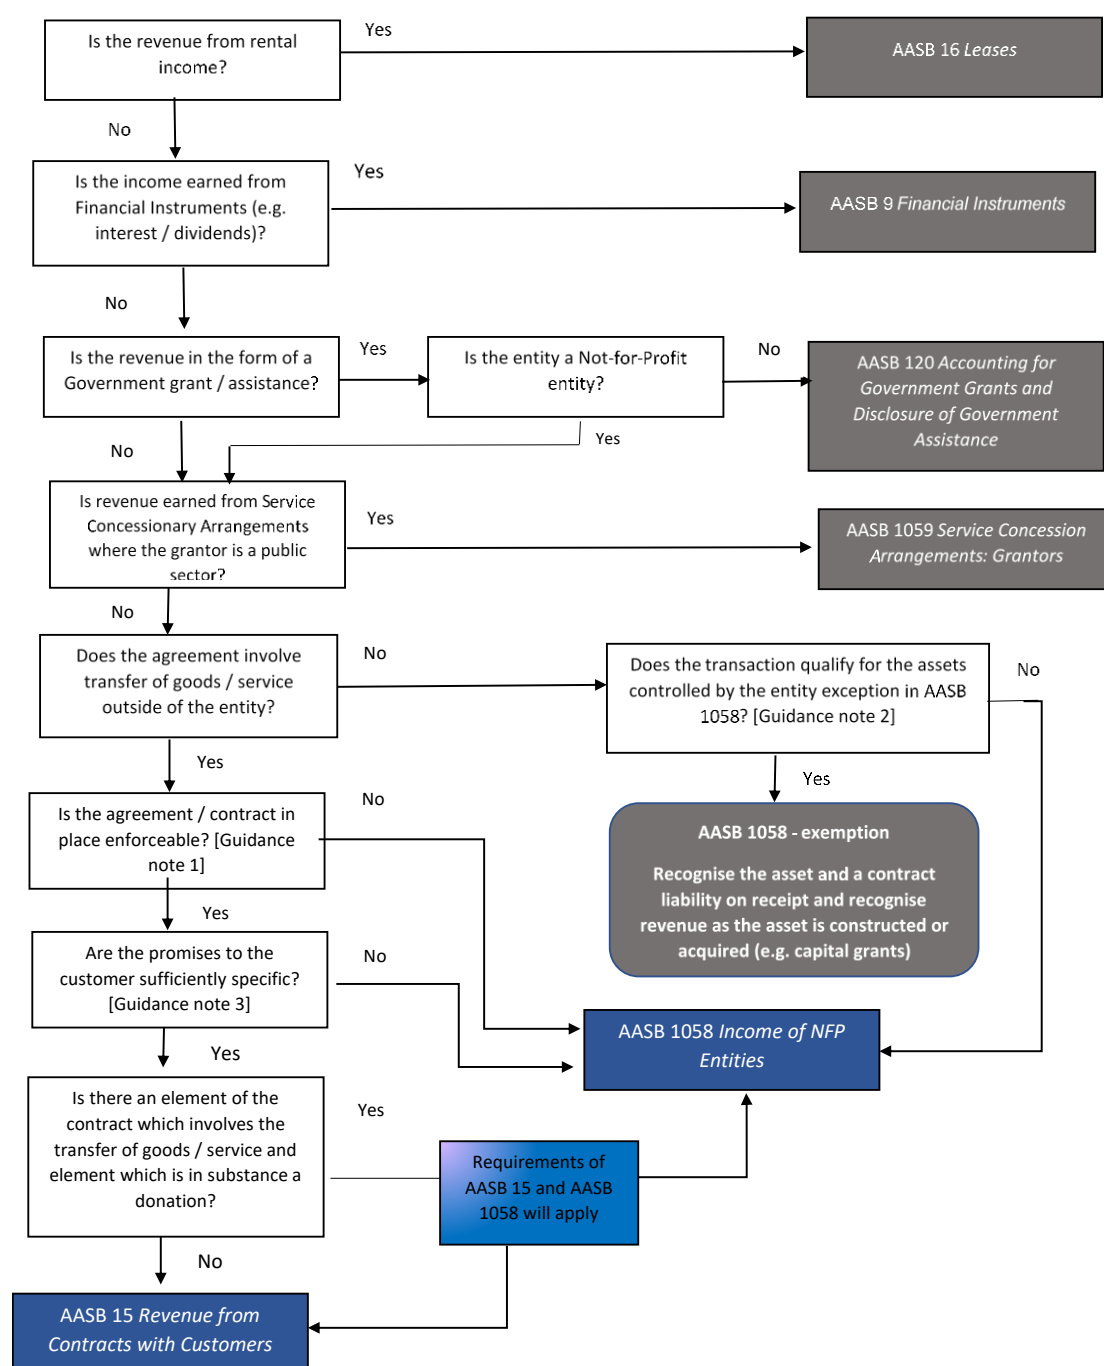 Is the revenue from rental
income?
Yes
AASB 16 Leases
No
Is the income earned from
Financial Instruments (e.g.
interest / dividends)?
Yes
AASB 9 Financial Instruments
No
Is the revenue in the form of a
Government grant / assistance?
Yes
Is the entity a Not-for-Profit
entity?
No
AASB 120 Accounting for
Government Grants and
Disclosure of Government
Assistance
No
Yes
Is revenue earned from Service
Concessionary Arrangements
where the grantor is a public
sector?
Yes
AASB 1059 Service Concession
Arrangements: Grantors
No
Does the agreement involve
transfer of goods / service
outside of the entity?
No
Does the transaction qualify for the assets
controlled by the entity exception in AASB
1058? [Guidance note 2]
No
Yes
Yes
Is the agreement / contract in
place enforceable? [Guidance
note 1]
No
AASB 1058 - exemption
Recognise the asset and a contract
liability on receipt and recognise
revenue as the asset is constructed or
acquired (e.g. capital grants)
Yes
Are the promises to the
customer sufficiently specific?
[Guidance note 3]
No
AASB 1058 Income of NFP
Entities
Yes
Is there an element of the
contract which involves the
transfer of goods / service and
element which is in substance a
donation?
Yes
Requirements of
AASB 15 and AASB
1058 will apply
No
AASB 15 Revenue from
Contracts with Customers